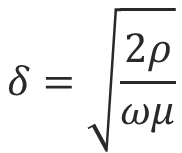 δ = √(2ρ/ωμ)